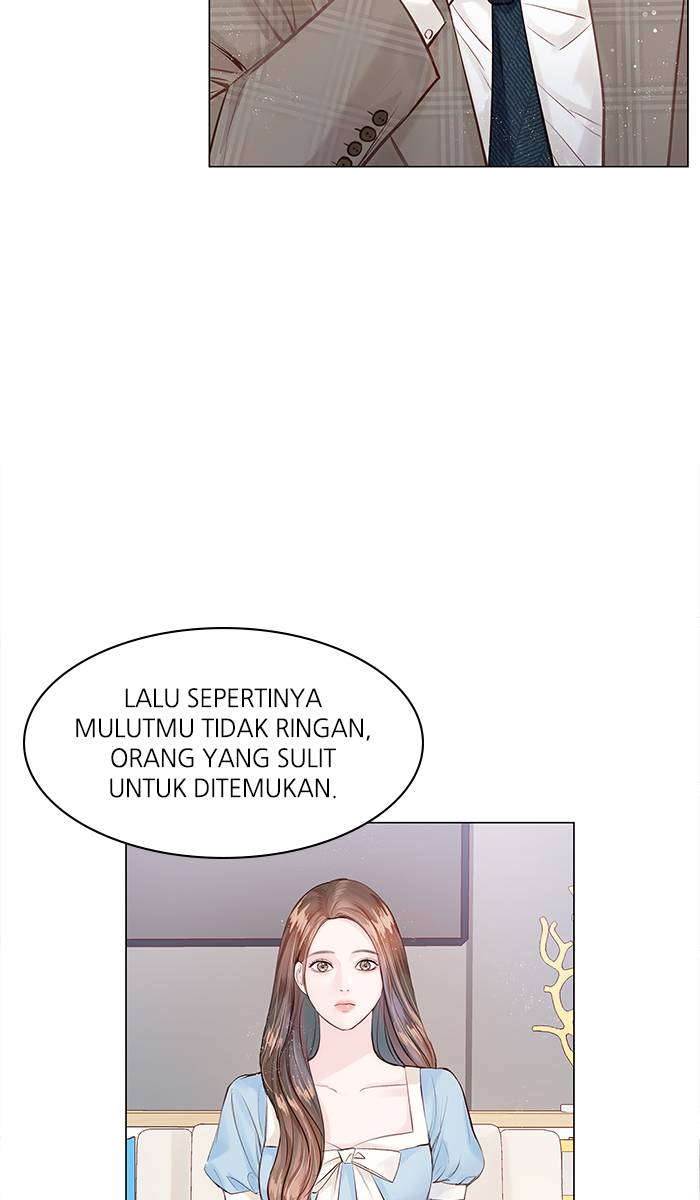 LALU SEPERTINYA
MULUTMU TIDAK RINGAN,
ORANG YANG SULIT
UNTUK DITEMUKAN.